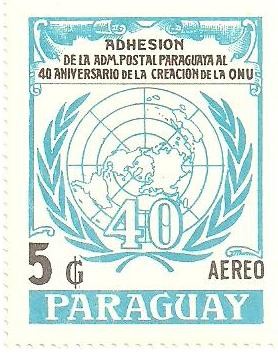 ADHESION
DE LA ADM. POSTAL PARAGUAYA AL
40 ANIVERSARIO DE LA CREACION DE LA ONU
40
5 ₲
AEREO
PARAGUAY